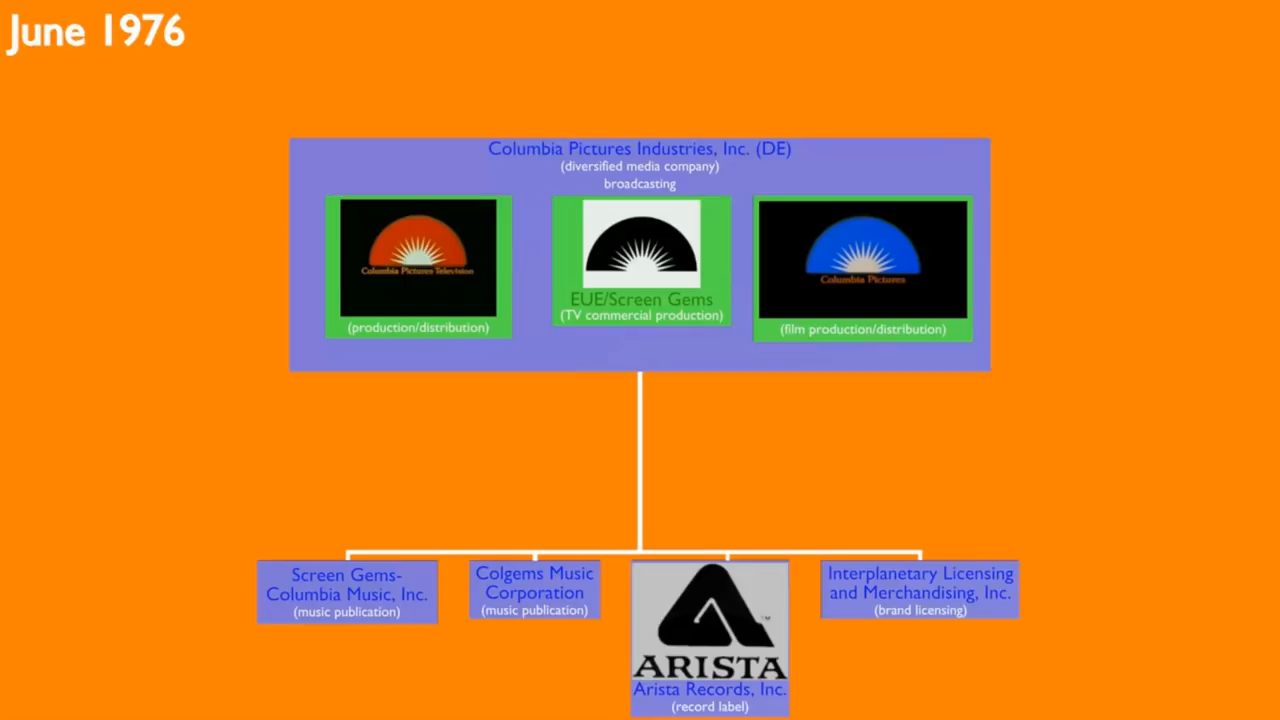 June 1976
Columbia Pictures Industries, Inc. (DE)
(diversified media company)
broadcasting
Columbia Pictures Television
(production/distribution)
EUE/Screen Gems
(TV commercial production)
Columbia Pictures
(film production/distribution)
Screen Gems-
Columbia Music, Inc.
(music publication)
Colgems Music
Corporation
(music publication)
TM
ARISTA
Arista Records, Inc.
(record label)
Interplanetary Licensing
and Merchandising, Inc.
(brand licensing)